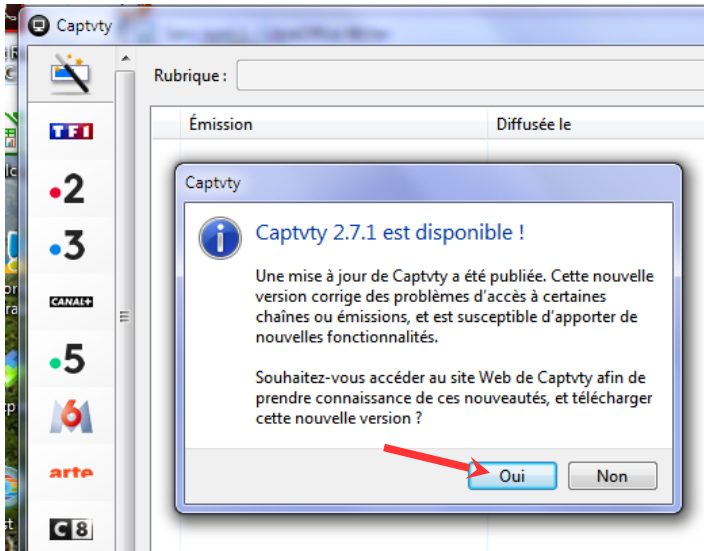 Captvty
Rubrique :
Émission
Diffusée le
TF1
2
3
CANAL+
5
6
arte
C8
Captvty
Captvty 2.7.1 est disponible !
Une mise à jour de Captvty a été publiée. Cette nouvelle
version corrige des problèmes d'accès à certaines
chaînes ou émissions, et est susceptible d'apporter de
nouvelles fonctionnalités.
Souhaitez-vous accéder au site Web de Captvty afin de
prendre connaissance de ces nouveautés, et télécharger
cette nouvelle version ?
Oui
Non